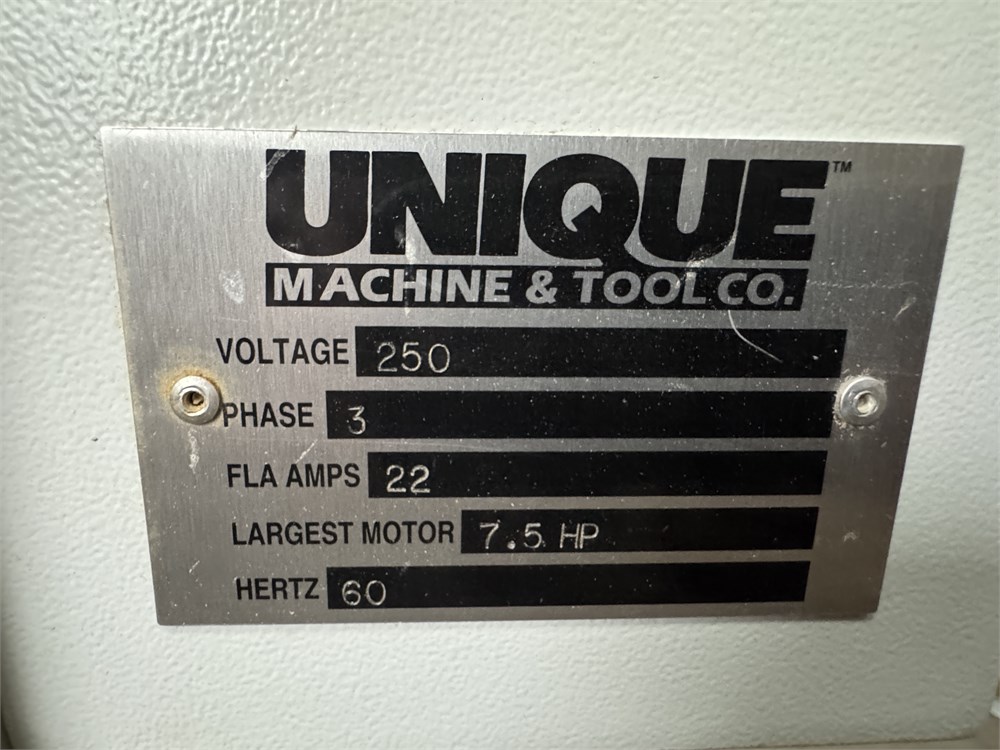 UNIQUE™
MACHINE & TOOL CO.
VOLTAGE 250
PHASE 3
FLA AMPS 22
LARGEST MOTOR 7.5 HP
HERTZ 60